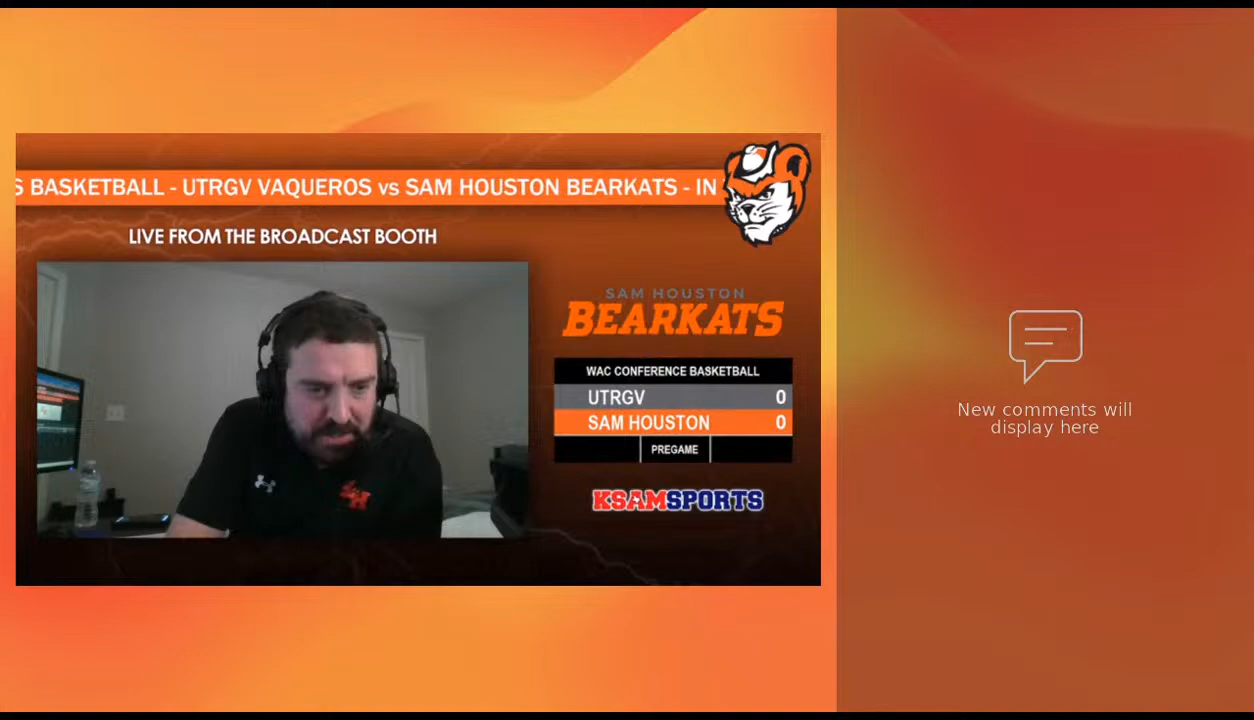 S BASKETBALL - UTRGV VAQUEROS vs SAM HOUSTON BEARKATS - IN
LIVE FROM THE BROADCAST BOOTH
SAM HOUSTON
BEARKATS
WAC CONFERENCE BASKETBALL
UTRGV 0
SAM HOUSTON 0
PREGAME
KSAMSPORTS
SH
New comments will
display here